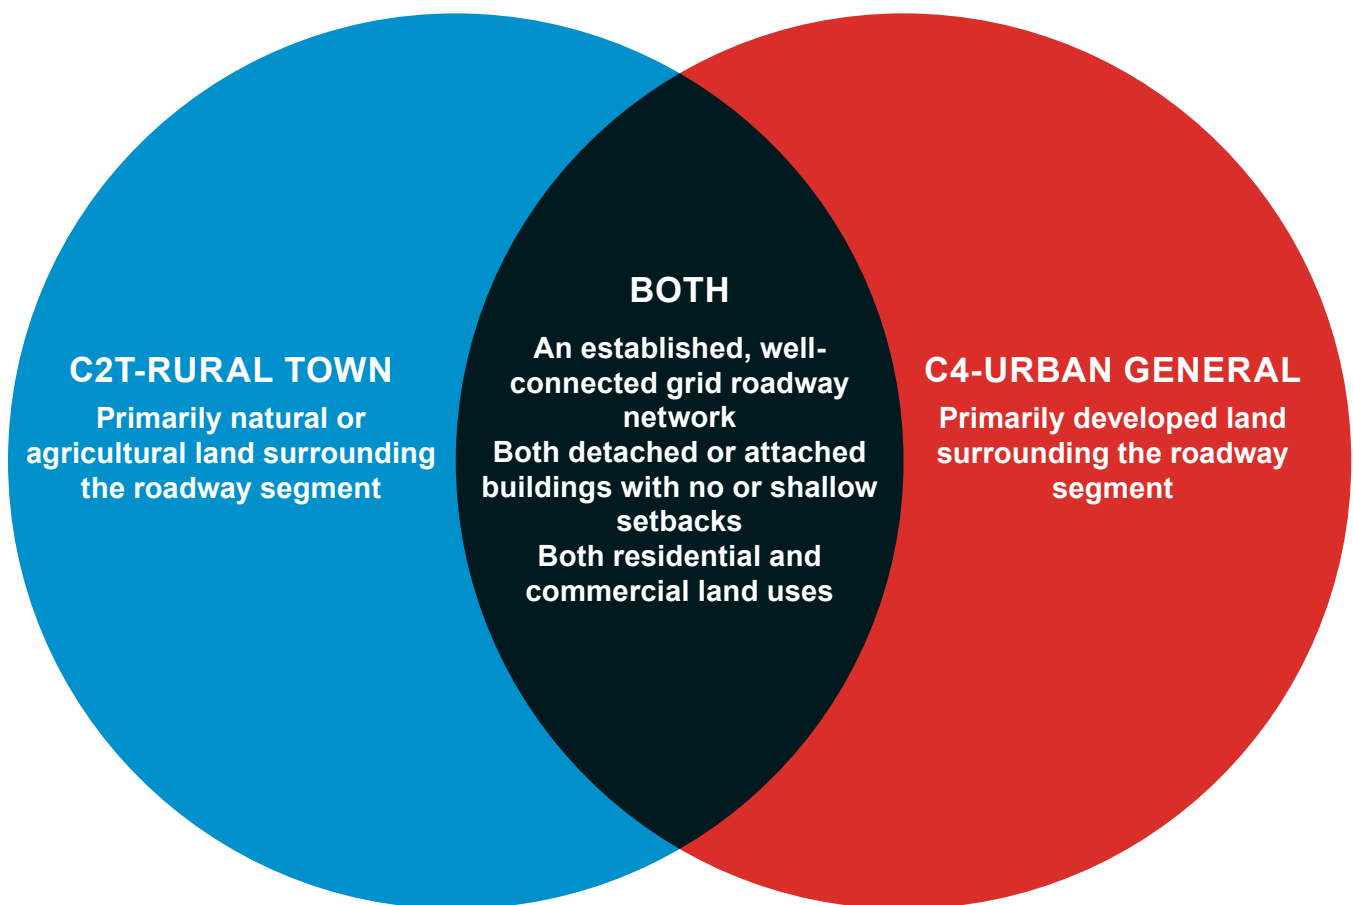 C2T-RURAL TOWN
Primarily natural or
agricultural land surrounding
the roadway segment
BOTH
An established, well-
connected grid roadway
network
Both detached or attached
buildings with no or shallow
setbacks
Both residential and
commercial land uses
C4-URBAN GENERAL
Primarily developed land
surrounding the roadway
segment